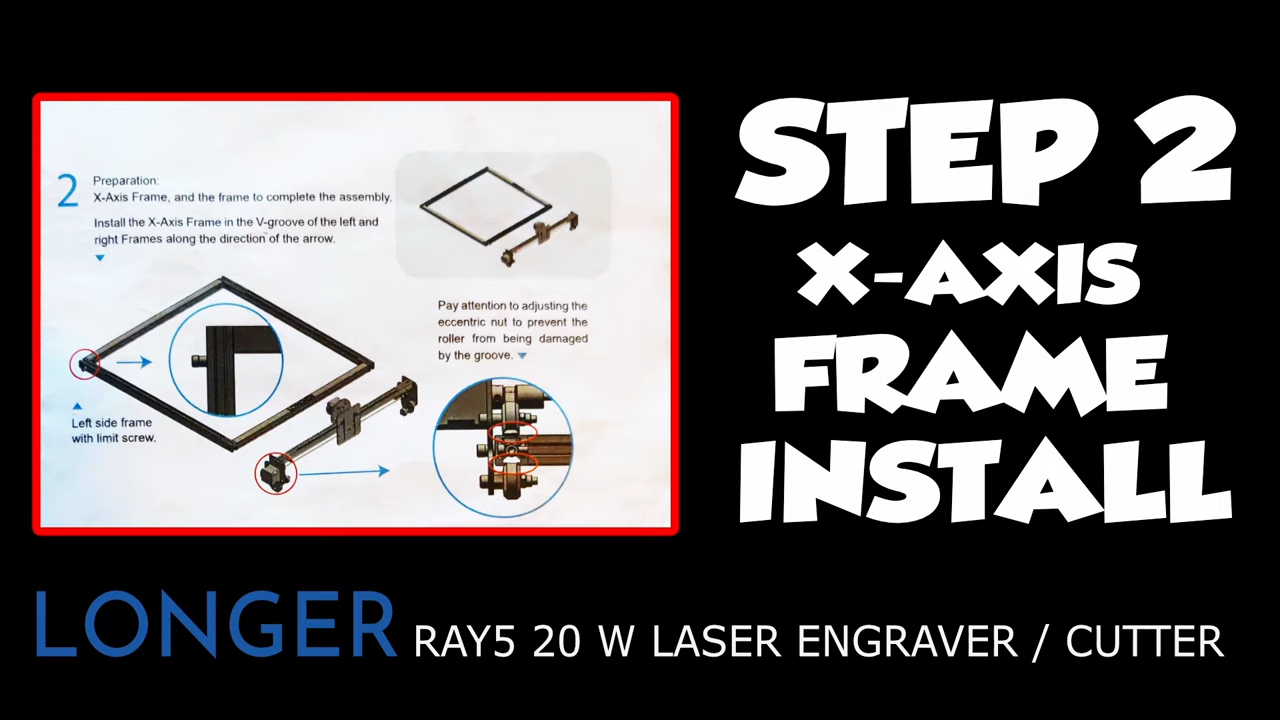 STEP 2
X-AXIS
FRAME
INSTALL
2
Preparation:
X-Axis Frame, and the frame to complete the assembly.
Install the X-Axis Frame in the V-groove of the left and
right Frames along the direction of the arrow.
Pay attention to adjusting the
eccentric nut to prevent the
roller from being damaged
by the groove.
Left side frame
with limit screw.
LONGER RAY5 20 W LASER ENGRAVER / CUTTER